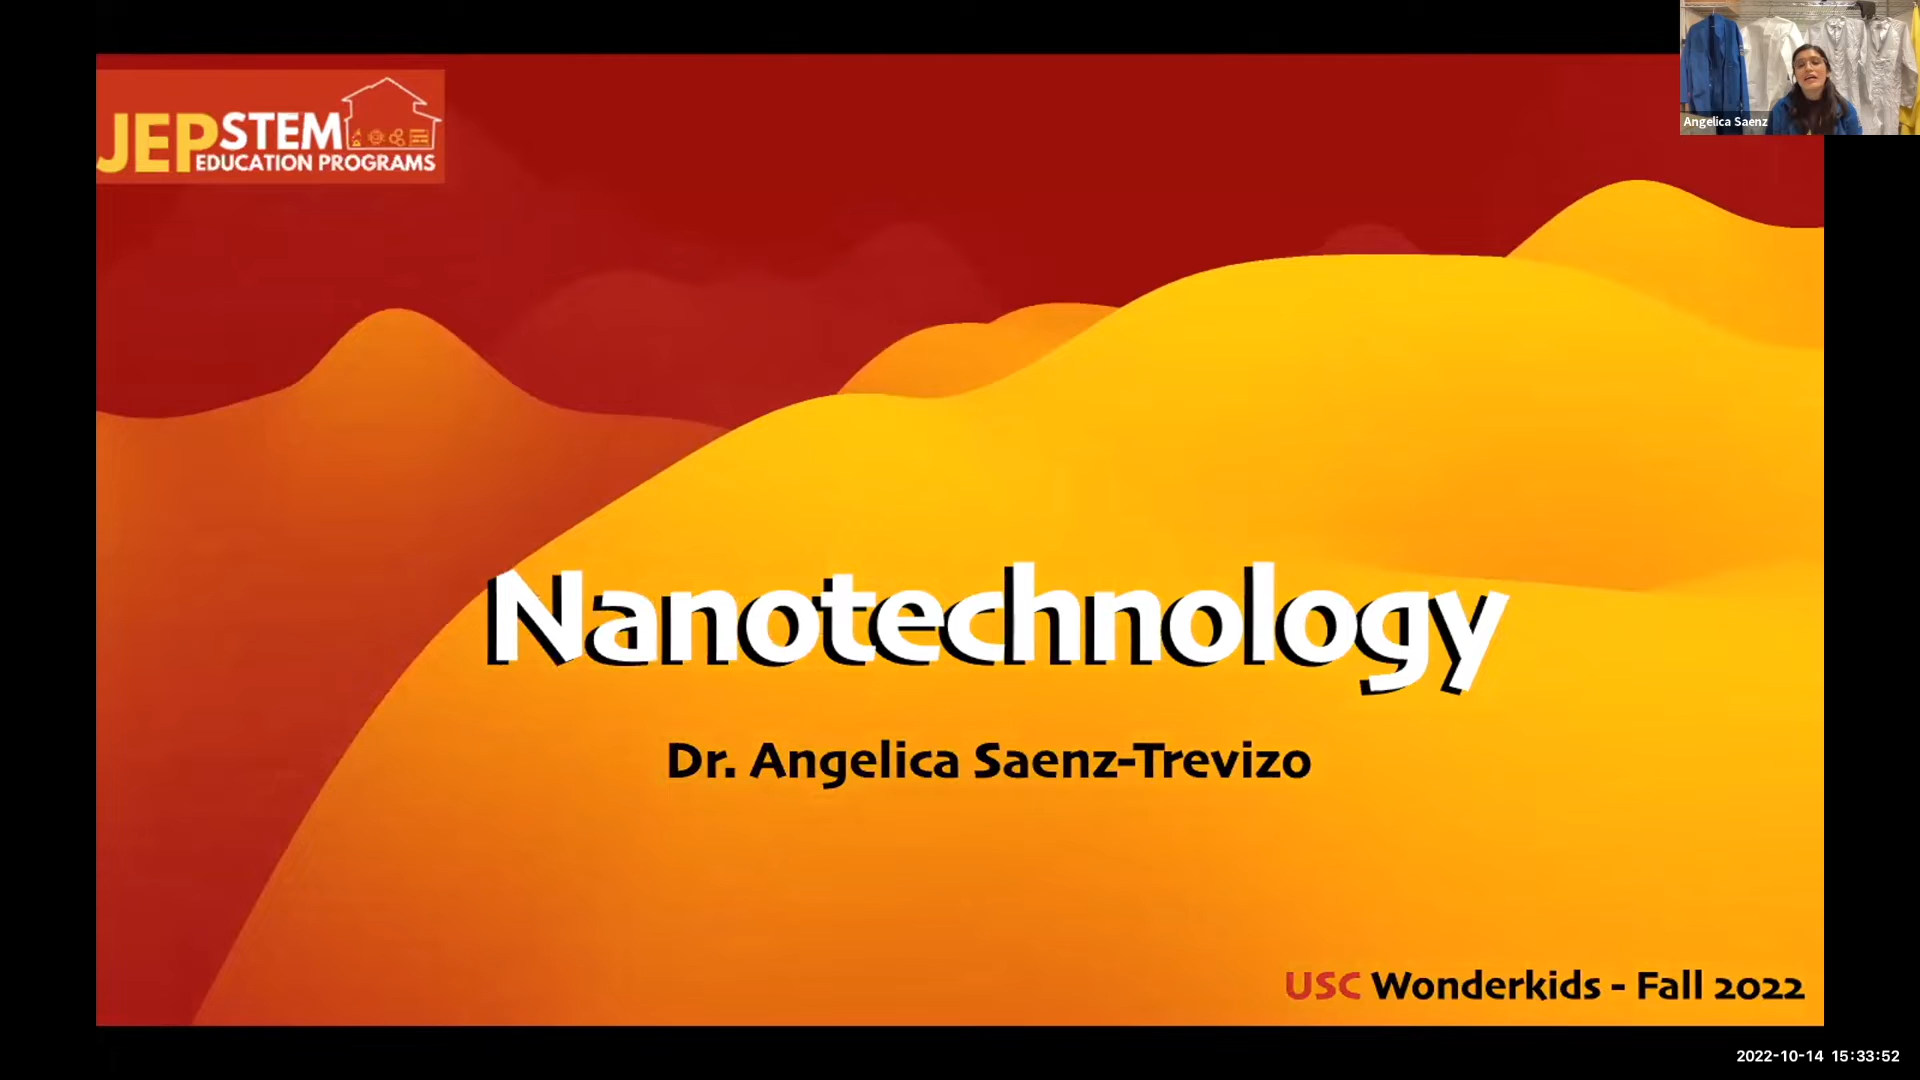 JEP STEM
EDUCATION PROGRAMS
Angelica Saenz
Nanotechnology
Dr. Angelica Saenz-Trevizo
USC Wonderkids - Fall 2022
2022-10-14 15:33:52